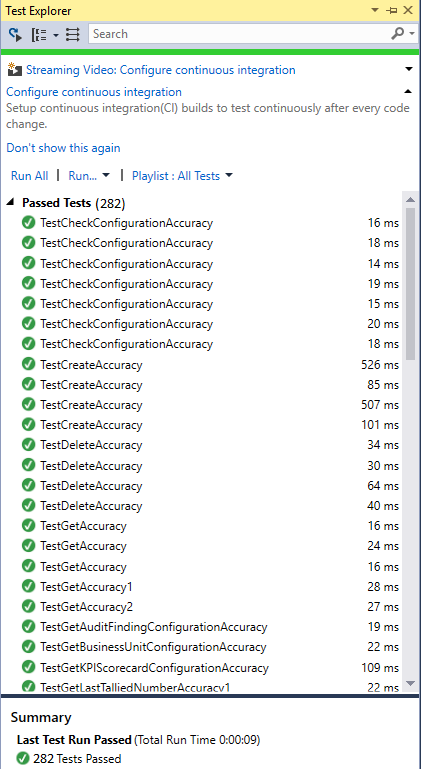 Test Explorer
Search
Streaming Video: Configure continuous integration
Configure continuous integration
Setup continuous integration(CI) builds to test continuously after every code
change.
Don't show this again
Run All | Run... | Playlist : All Tests
Passed Tests (282)
TestCheckConfigurationAccuracy 16 ms
TestCheckConfigurationAccuracy 18 ms
TestCheckConfigurationAccuracy 14 ms
TestCheckConfigurationAccuracy 19 ms
TestCheckConfigurationAccuracy 15 ms
TestCheckConfigurationAccuracy 20 ms
TestCheckConfigurationAccuracy 18 ms
TestCreateAccuracy 526 ms
TestCreateAccuracy 85 ms
TestCreateAccuracy 507 ms
TestCreateAccuracy 101 ms
TestDeleteAccuracy 34 ms
TestDeleteAccuracy 30 ms
TestDeleteAccuracy 64 ms
TestDeleteAccuracy 40 ms
TestGetAccuracy 16 ms
TestGetAccuracy 24 ms
TestGetAccuracy 16 ms
TestGetAccuracy1 28 ms
TestGetAccuracy2 27 ms
TestGetAuditFindingConfigurationAccuracy 19 ms
TestGetBusinessUnitConfigurationAccuracy 22 ms
TestGetKPIScorecardConfigurationAccuracy 109 ms
TestGetLastTalliedNumberAccuracy1 22 ms
Summary
Last Test Run Passed (Total Run Time 0:00:09)
282 Tests Passed